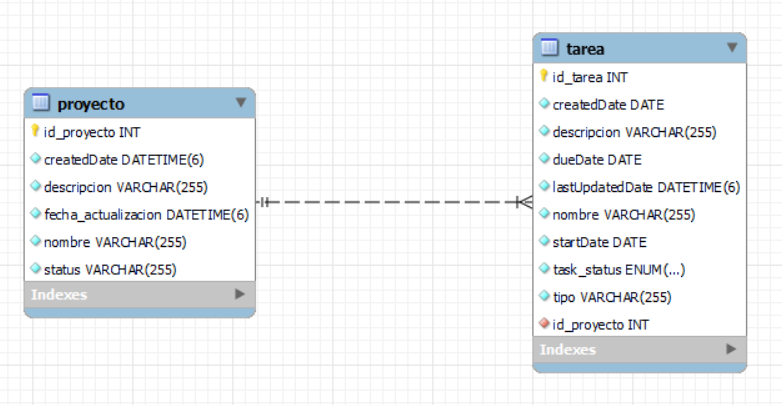 proyecto
id_proyecto INT
createdDate DATETIME(6)
descripcion VARCHAR(255)
fecha_actualizacion DATETIME(6)
nombre VARCHAR(255)
status VARCHAR(255)
Indexes
tarea
id_tarea INT
createdDate DATE
descripcion VARCHAR(255)
dueDate DATE
lastUpdatedDate DATETIME(6)
nombre VARCHAR(255)
startDate DATE
task_status ENUM(...)
tipo VARCHAR(255)
id_proyecto INT
Indexes